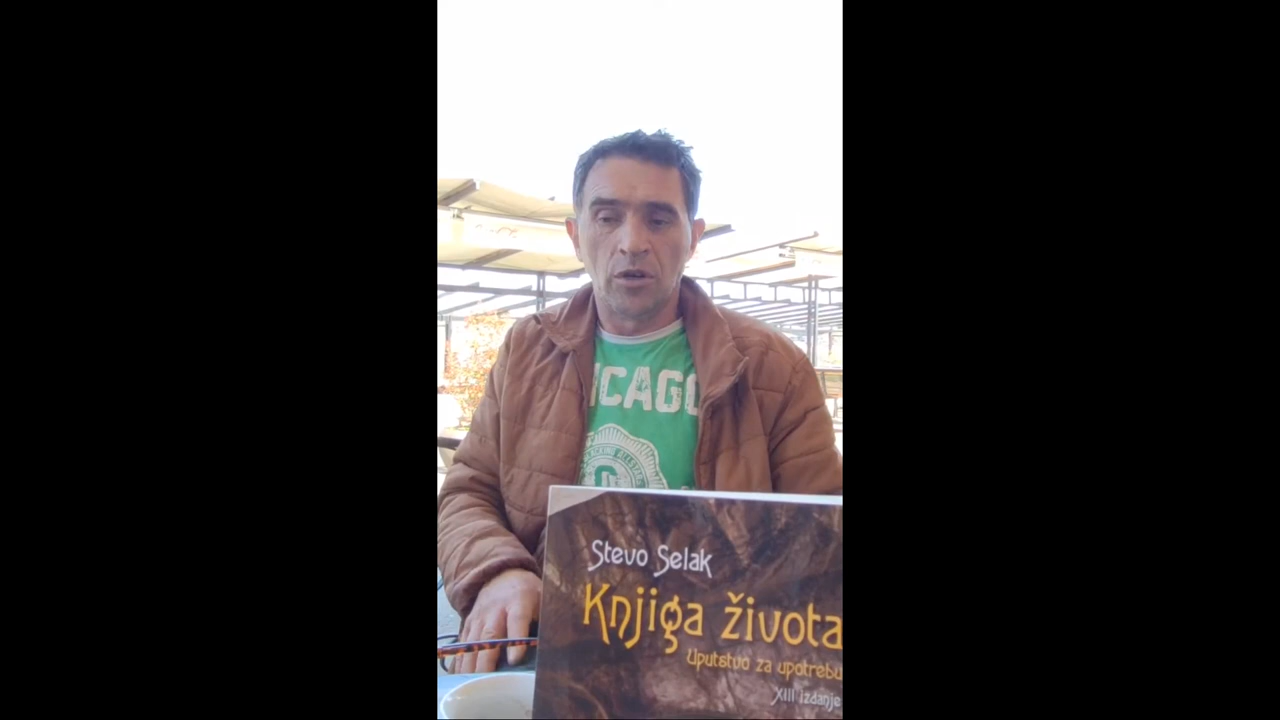 ICAGO
Stevo Selak
Knjiga života
Uputstvo za upotrebu
XIII izdanje